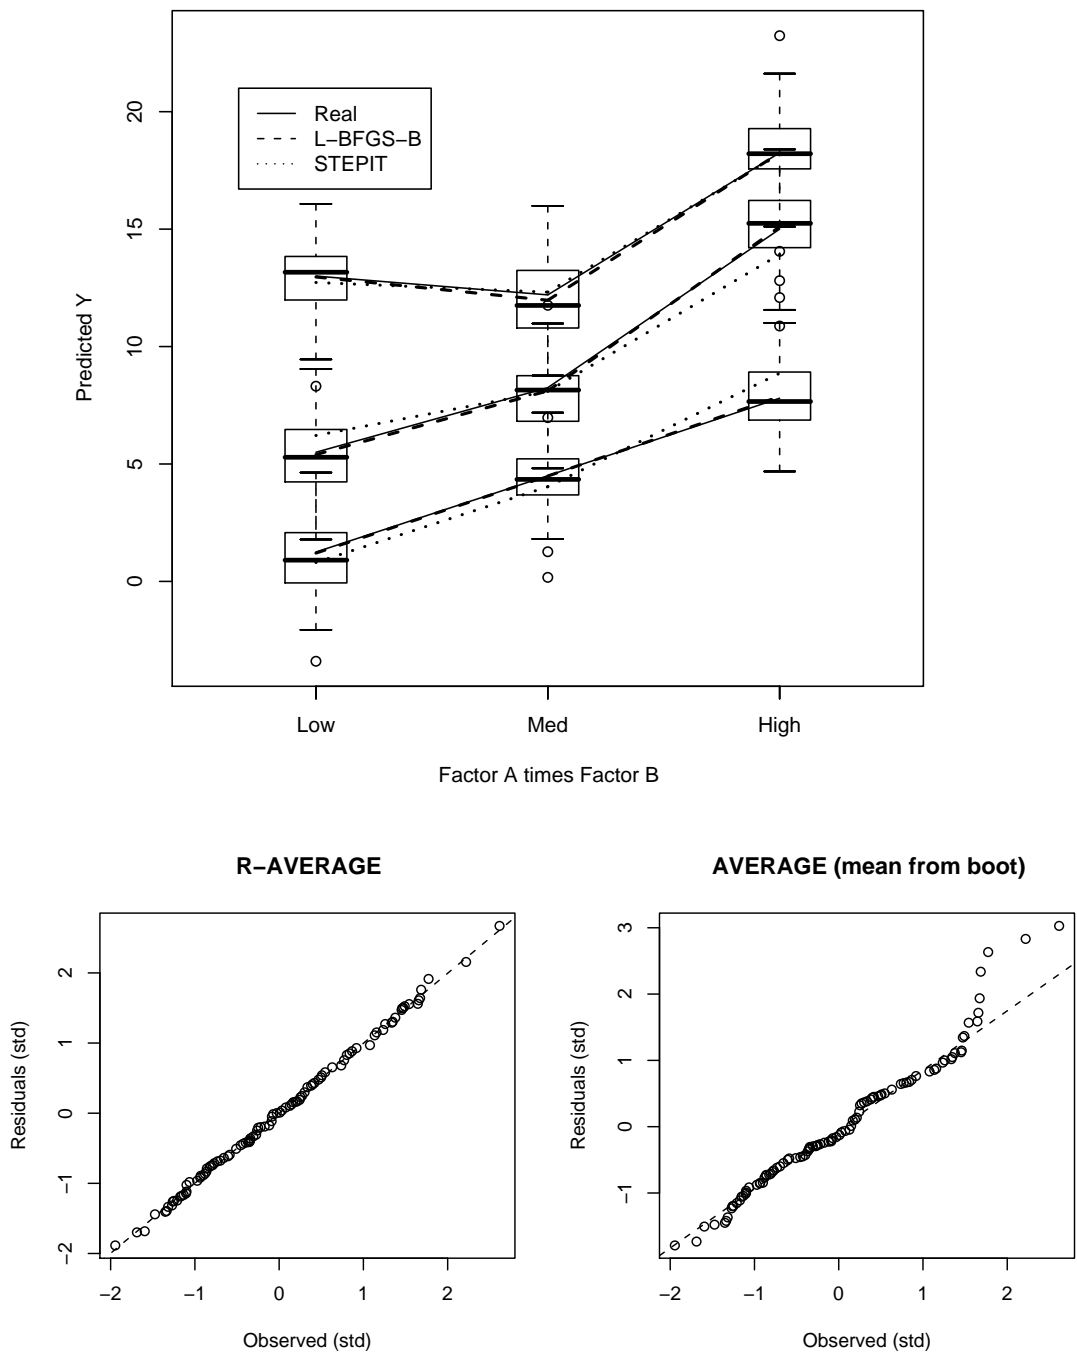 Real
L−BFGS−B
STEPIT
20
15
10
5
0
Predicted Y
Low Med High
Factor A times Factor B
R−AVERAGE
2
1
0
−1
−2
Residuals (std)
−2 −1 0 1 2
Observed (std)
AVERAGE (mean from boot)
3
2
1
0
−1
Residuals (std)
−2 −1 0 1 2
Observed (std)